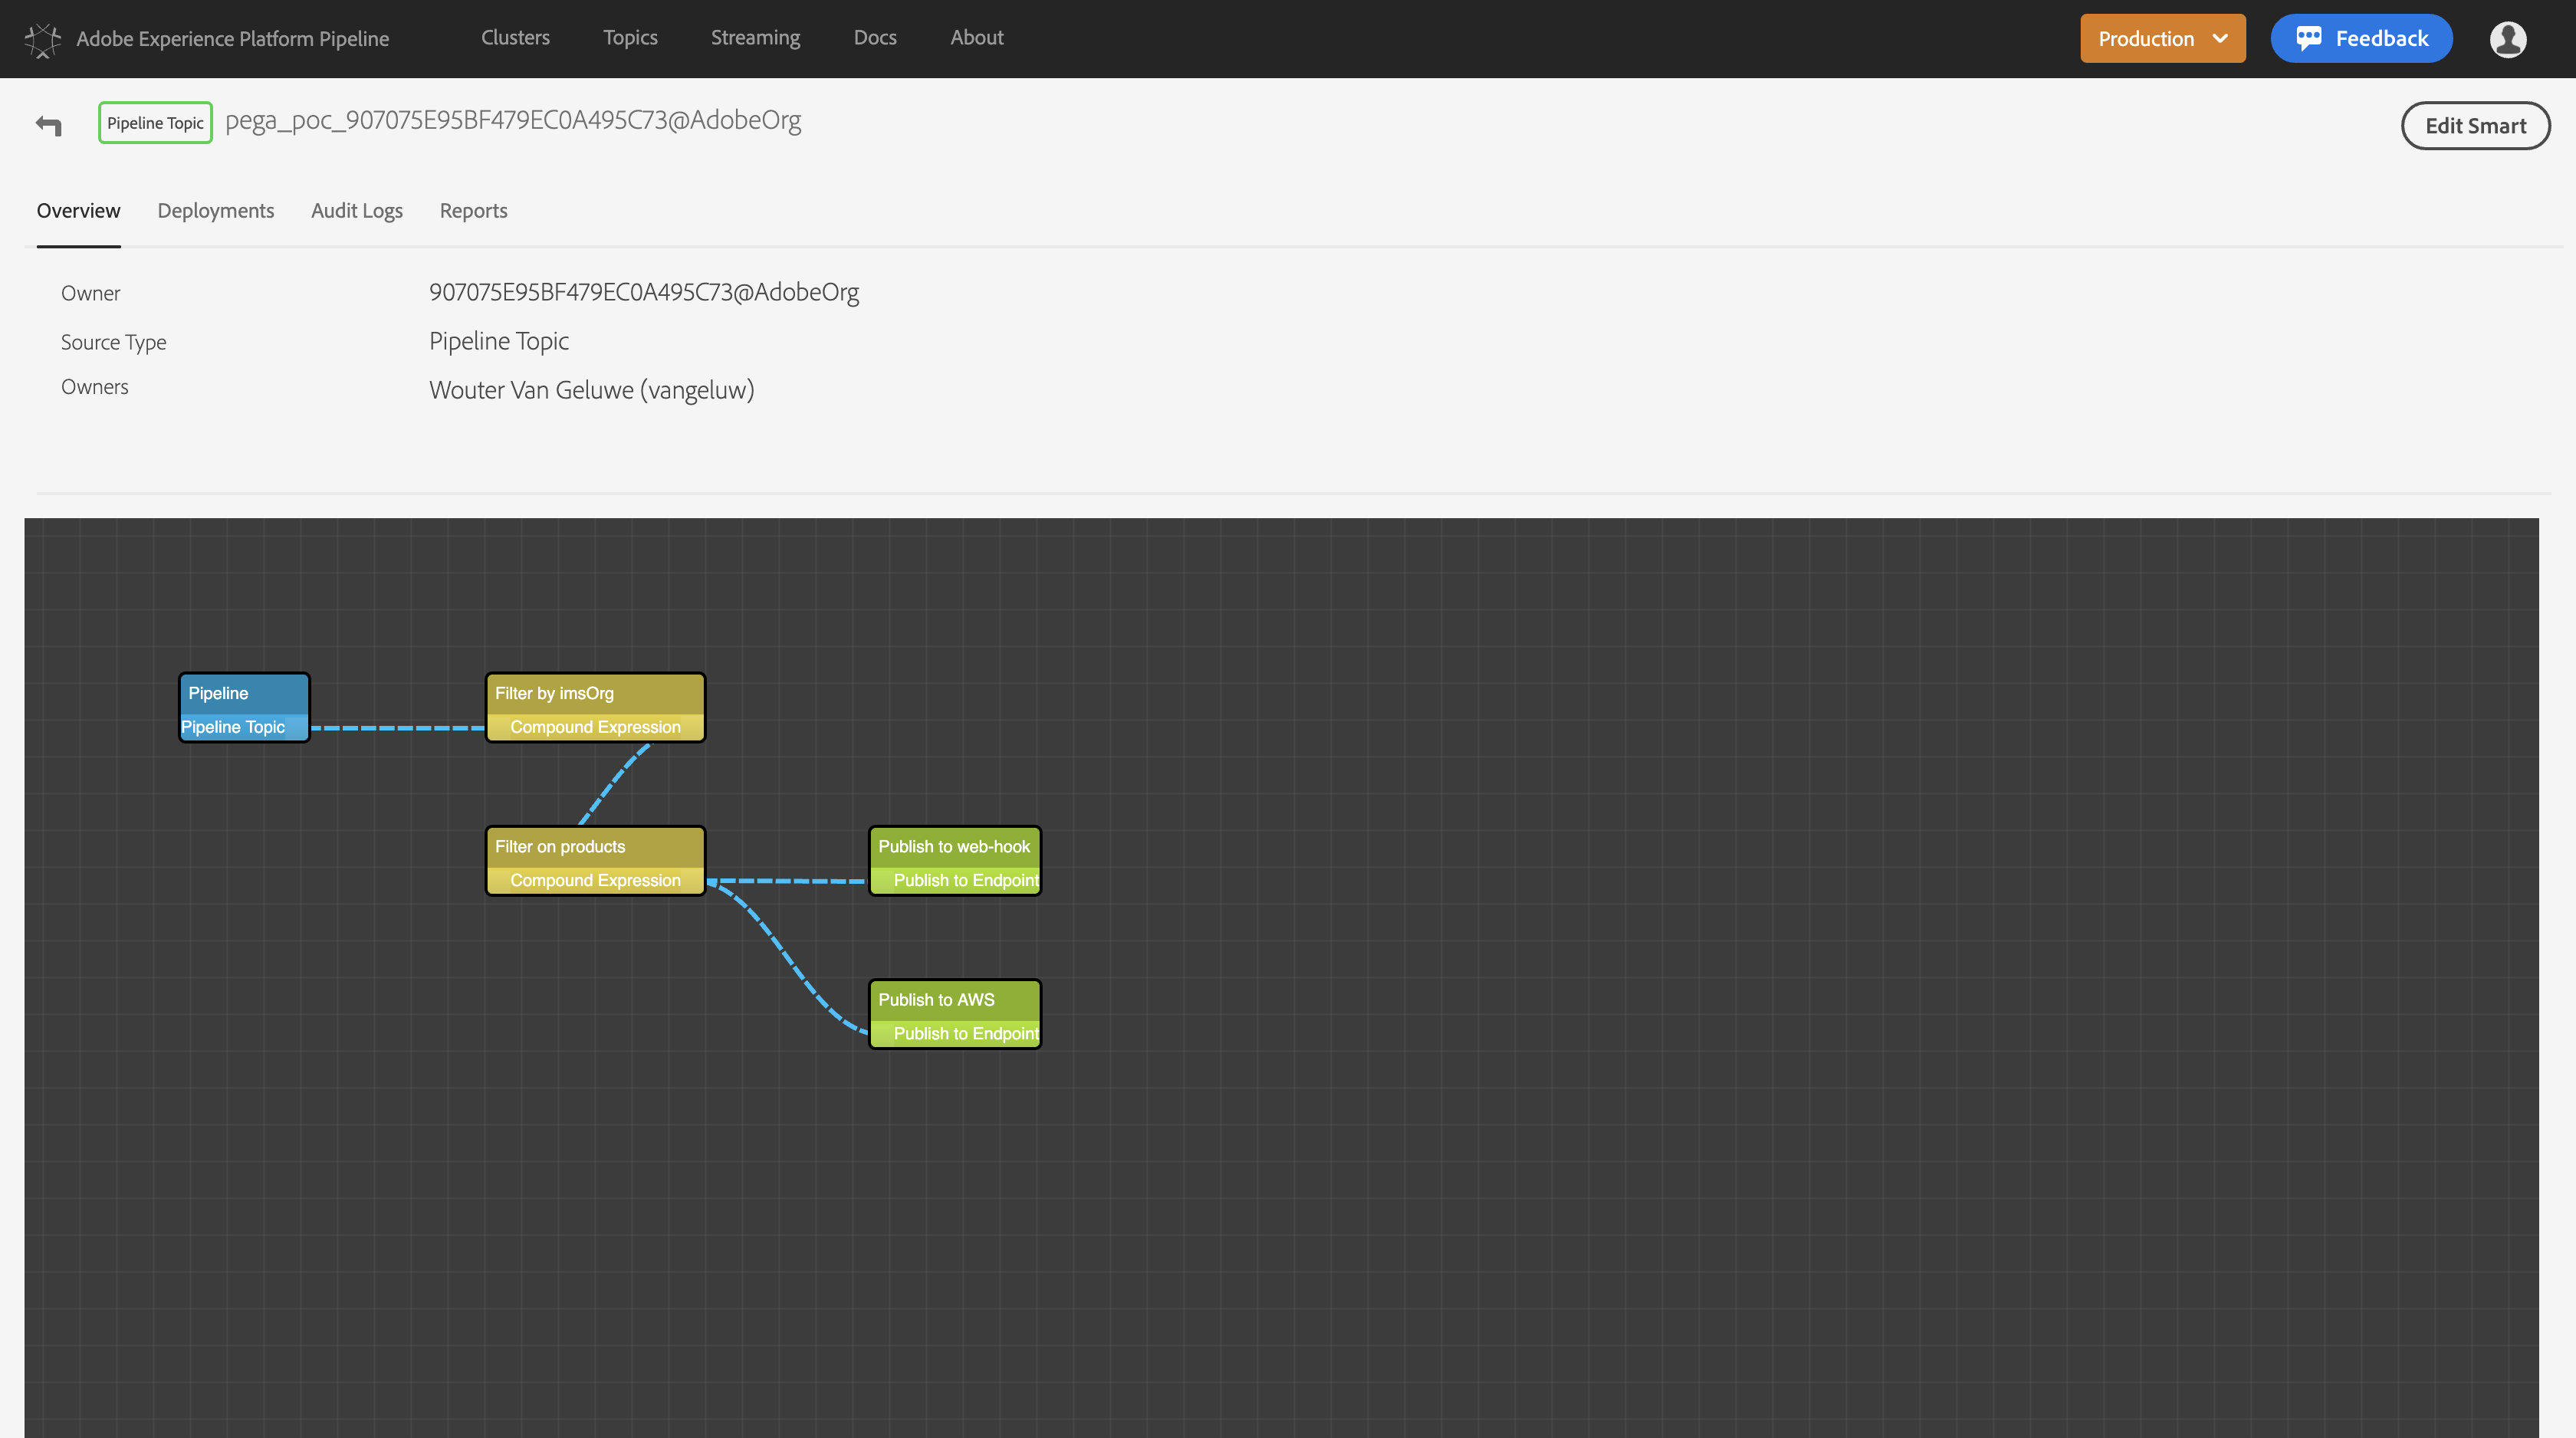 Adobe Experience Platform Pipeline Clusters Topics Streaming Docs About Production Feedback
Pipeline Topic pega_poc_907075E95BF479EC0A495C73@AdobeOrg Edit Smart
Overview Deployments Audit Logs Reports
Owner 907075E95BF479EC0A495C73@AdobeOrg
Source Type Pipeline Topic
Owners Wouter Van Geluwe (vangeluw)
Pipeline
Pipeline Topic
Filter by imsOrg
Compound Expression
Filter on products
Compound Expression
Publish to web-hook
Publish to Endpoint
Publish to AWS
Publish to Endpoint